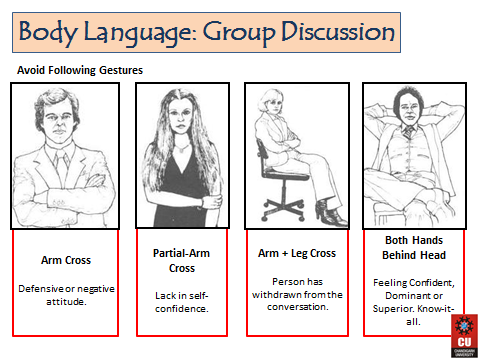 Body Language: Group Discussion
Avoid Following Gestures
Arm Cross
Defensive or negative
attitude.
Partial-Arm
Cross
Lack in self-
confidence.
Arm + Leg Cross
Person has
withdrawn from the
conversation.
Both Hands
Behind Head
Feeling Confident,
Dominant or
Superior. Know-it-
all.
CU
CHANDIGARH
UNIVERSITY